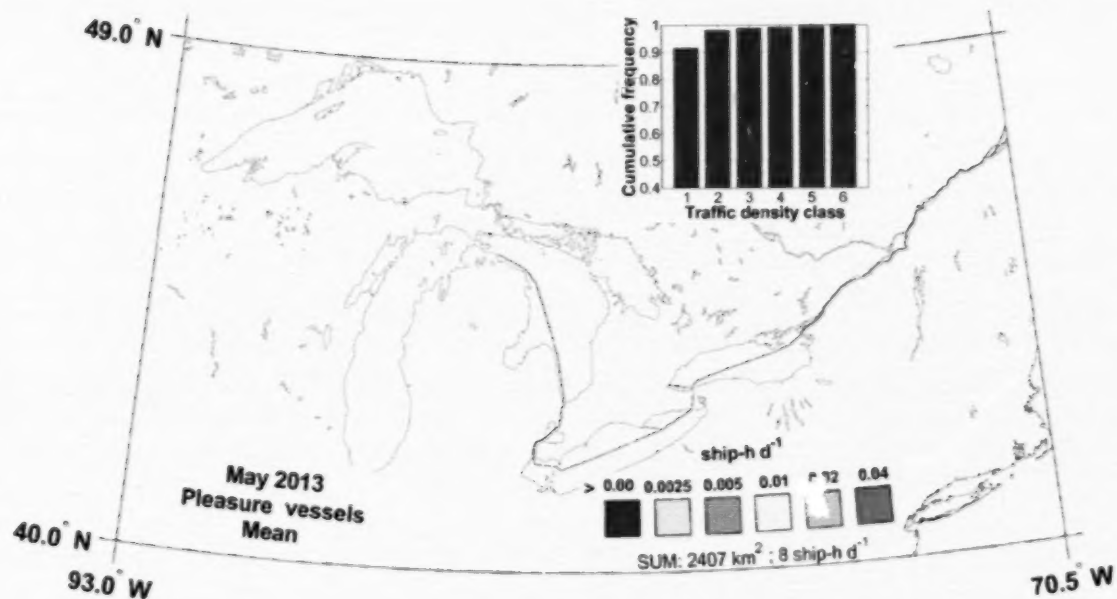 49.0° N
Cumulative frequency
1
0.9
0.8
0.7
0.6
0.5
0.4
1 2 3 4 5 6
Traffic density class
ship-h d⁻¹
> 0.00 0.0025 0.005 0.01 0.04
SUM: 2407 km² ; 8 ship-h d⁻¹
May 2013
Pleasure vessels
Mean
40.0° N
93.0° W
70.5° W